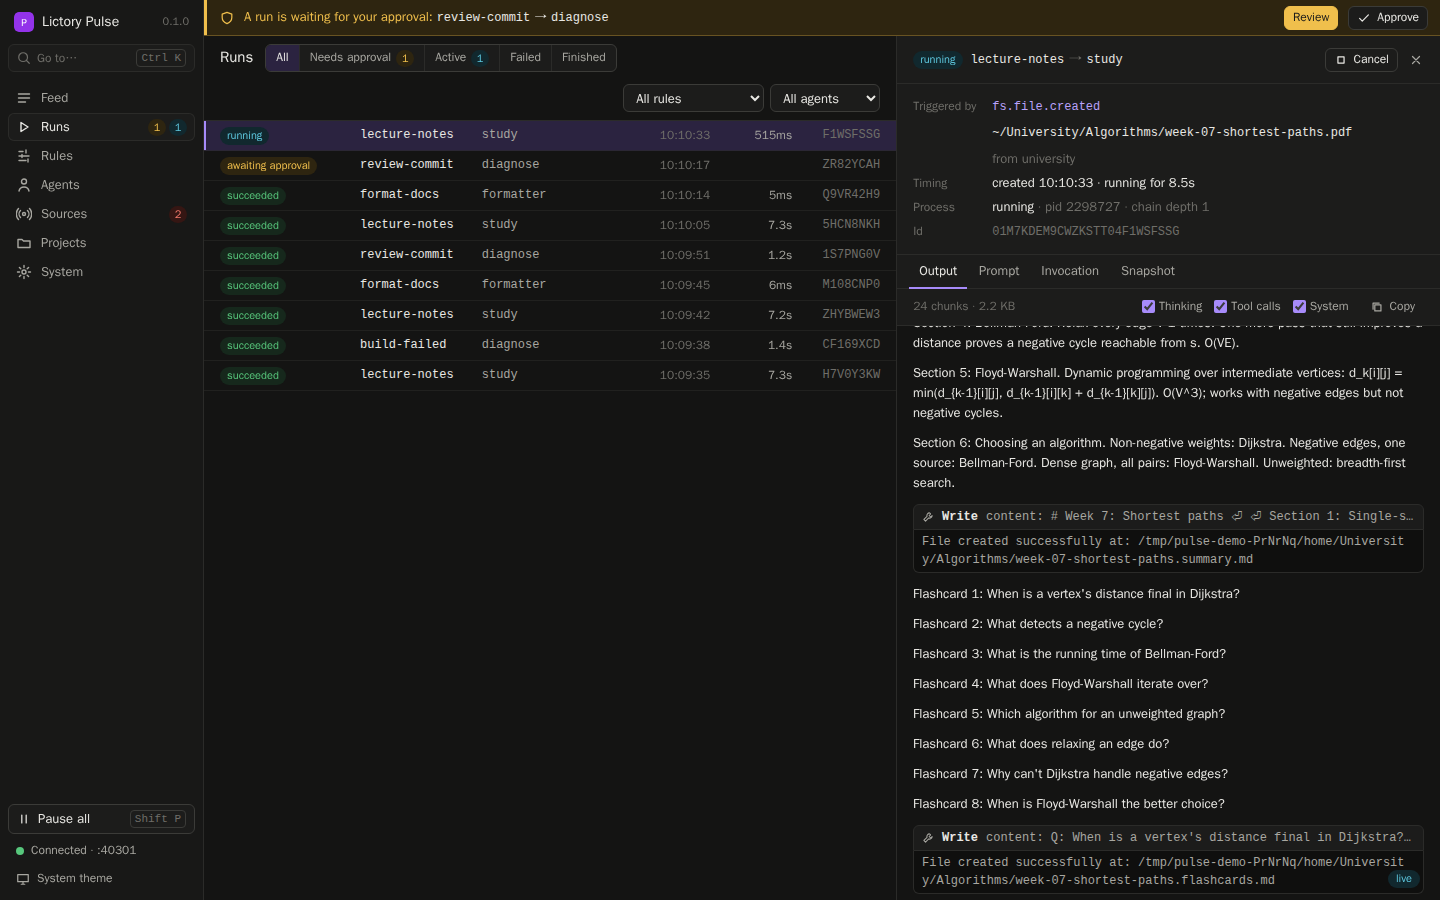 P Lictory Pulse 0.1.0
Go to··· Ctrl K
Feed
Runs 1 1
Rules
Agents
Sources 2
Projects
System
Pause all Shift P
Connected · :40301
System theme
A run is waiting for your approval: review-commit → diagnose
Review
Approve
Runs
All
Needs approval 1
Active 1
Failed
Finished
All rules
All agents
running lecture-notes study 10:10:33 515ms F1WSFSSG
awaiting approval review-commit diagnose 10:10:17 ZR82YCAH
succeeded format-docs formatter 10:10:14 5ms Q9VR42H9
succeeded lecture-notes study 10:10:05 7.3s 5HCN8NKH
succeeded review-commit diagnose 10:09:51 1.2s 1S7PNG0V
succeeded format-docs formatter 10:09:45 6ms M108CNP0
succeeded lecture-notes study 10:09:42 7.2s ZHYBWEW3
succeeded build-failed diagnose 10:09:38 1.4s CF169XCD
succeeded lecture-notes study 10:09:35 7.3s H7V0Y3KW
running lecture-notes → study
Cancel
Triggered by fs.file.created
~/University/Algorithms/week-07-shortest-paths.pdf
from university
Timing created 10:10:33 · running for 8.5s
Process running · pid 2298727 · chain depth 1
Id 01M7KDEM9CWZKSTT04F1WSFSSG
Output Prompt Invocation Snapshot
24 chunks · 2.2 KB
Thinking Tool calls System Copy
distance proves a negative cycle reachable from s. O(VE).
Section 5: Floyd-Warshall. Dynamic programming over intermediate vertices: d_k[i][j] =
min(d_{k-1}[i][j], d_{k-1}[i][k] + d_{k-1}[k][j]). O(V^3); works with negative edges but not
negative cycles.
Section 6: Choosing an algorithm. Non-negative weights: Dijkstra. Negative edges, one
source: Bellman-Ford. Dense graph, all pairs: Floyd-Warshall. Unweighted: breadth-first
search.
Write content: # Week 7: Shortest paths ⏎ ⏎ Section 1: Single-s…
File created successfully at: /tmp/pulse-demo-PrNrNq/home/Universit
y/Algorithms/week-07-shortest-paths.summary.md
Flashcard 1: When is a vertex's distance final in Dijkstra?
Flashcard 2: What detects a negative cycle?
Flashcard 3: What is the running time of Bellman-Ford?
Flashcard 4: What does Floyd-Warshall iterate over?
Flashcard 5: Which algorithm for an unweighted graph?
Flashcard 6: What does relaxing an edge do?
Flashcard 7: Why can't Dijkstra handle negative edges?
Flashcard 8: When is Floyd-Warshall the better choice?
Write content: Q: When is a vertex's distance final in Dijkstra?…
File created successfully at: /tmp/pulse-demo-PrNrNq/home/Universit
y/Algorithms/week-07-shortest-paths.flashcards.md
live